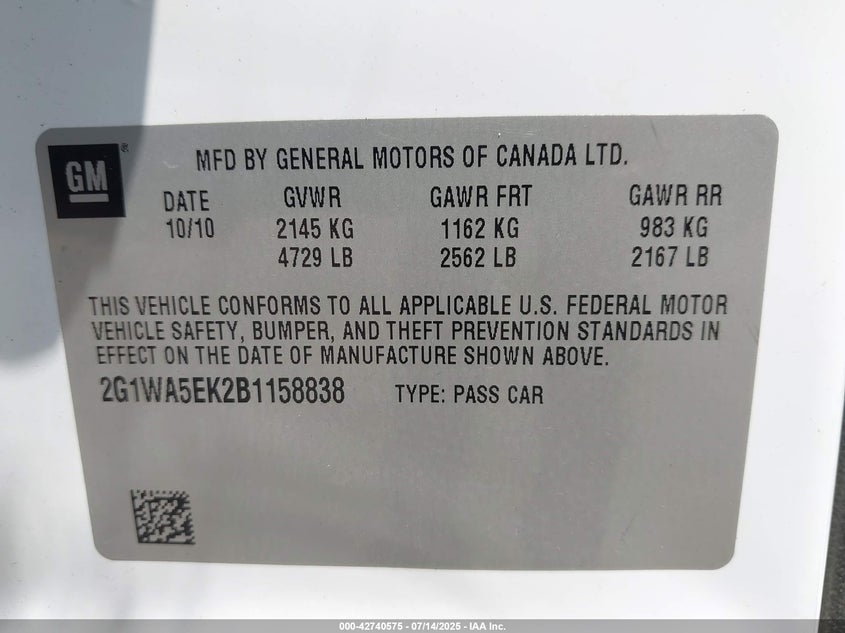 GM®
MFD BY GENERAL MOTORS OF CANADA LTD.
DATE GVWR GAWR FRT GAWR RR
10/10 2145 KG 1162 KG 983 KG
4729 LB 2562 LB 2167 LB
THIS VEHICLE CONFORMS TO ALL APPLICABLE U.S. FEDERAL MOTOR
VEHICLE SAFETY, BUMPER, AND THEFT PREVENTION STANDARDS IN
EFFECT ON THE DATE OF MANUFACTURE SHOWN ABOVE.
2G1WA5EK2B1158838 TYPE: PASS CAR
000-42740575 - 07/14/2025 - IAA Inc.